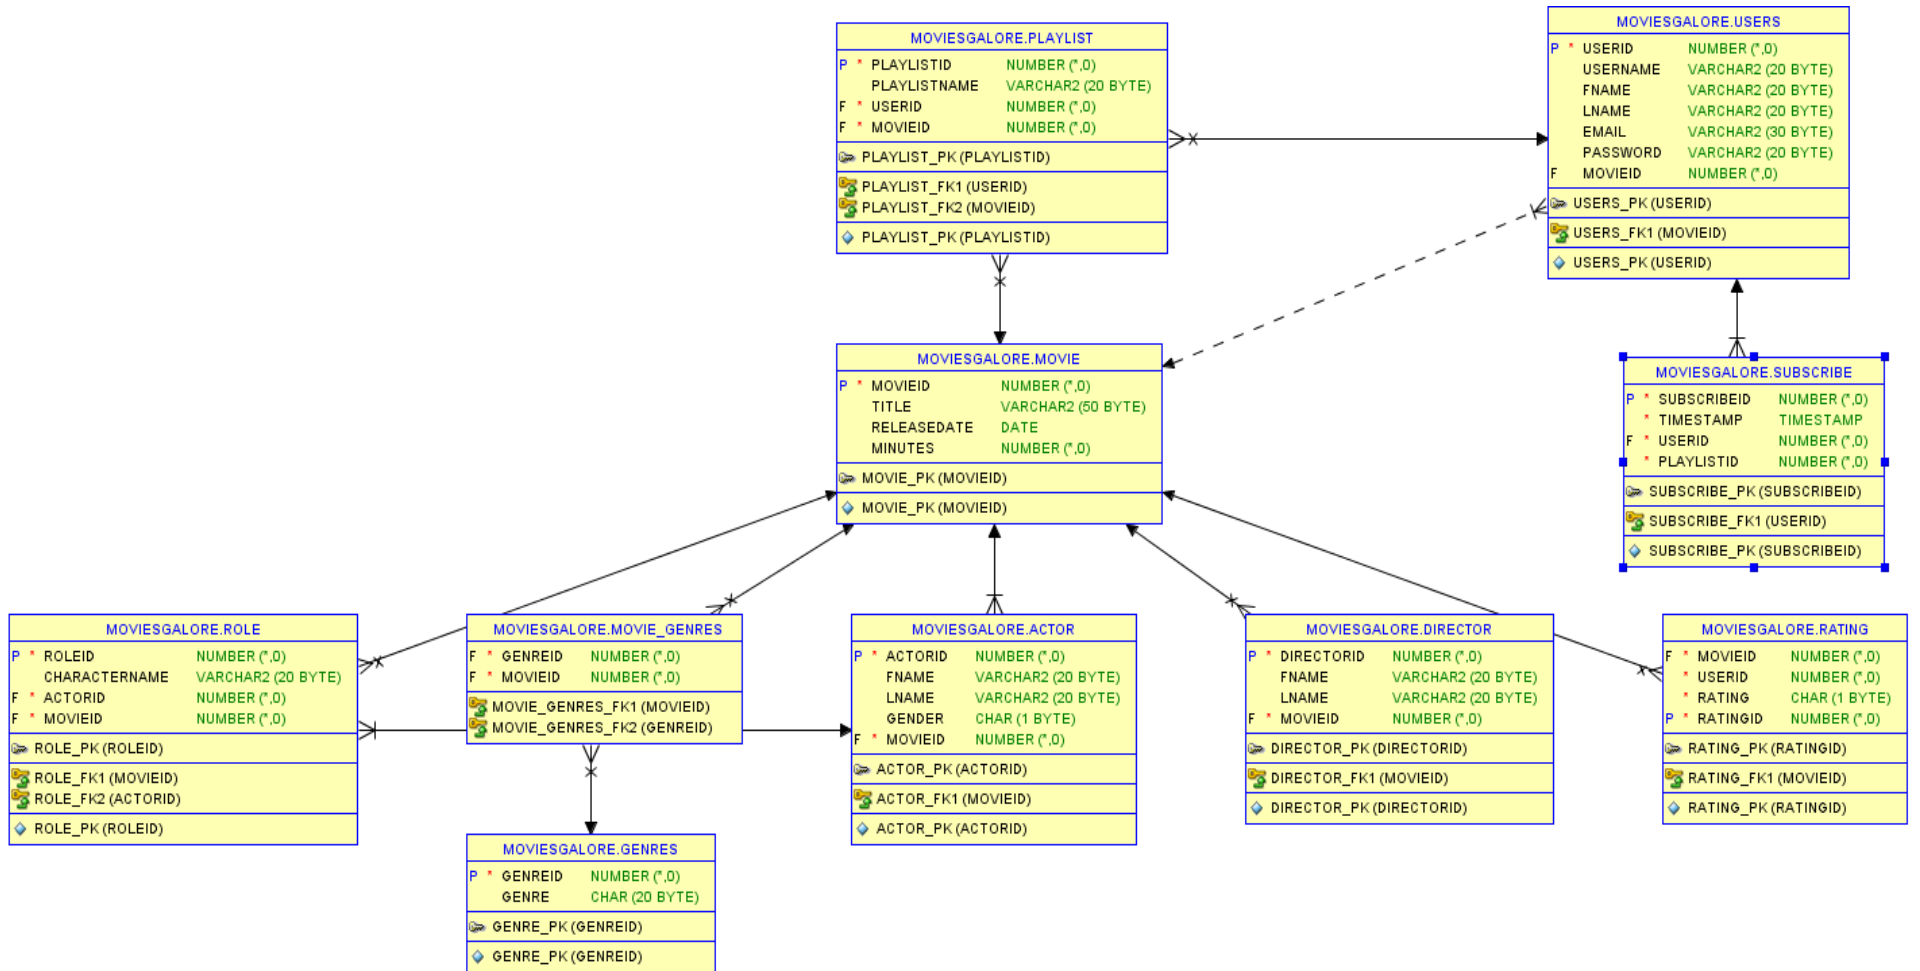 MOVIESGALORE.PLAYLIST
P * PLAYLISTID NUMBER (*,0)
PLAYLISTNAME VARCHAR2 (20 BYTE)
F * USERID NUMBER (*,0)
F * MOVIEID NUMBER (*,0)
PLAYLIST_PK (PLAYLISTID)
PLAYLIST_FK1 (USERID)
PLAYLIST_FK2 (MOVIEID)
PLAYLIST_PK (PLAYLISTID)
MOVIESGALORE.USERS
P * USERID NUMBER (*,0)
USERNAME VARCHAR2 (20 BYTE)
FNAME VARCHAR2 (20 BYTE)
LNAME VARCHAR2 (20 BYTE)
EMAIL VARCHAR2 (30 BYTE)
PASSWORD VARCHAR2 (20 BYTE)
F MOVIEID NUMBER (*,0)
USERS_PK (USERID)
USERS_FK1 (MOVIEID)
USERS_PK (USERID)
MOVIESGALORE.MOVIE
P * MOVIEID NUMBER (*,0)
TITLE VARCHAR2 (50 BYTE)
RELEASEDATE DATE
MINUTES NUMBER (*,0)
MOVIE_PK (MOVIEID)
MOVIE_PK (MOVIEID)
MOVIESGALORE.SUBSCRIBE
P * SUBSCRIBEID NUMBER (*,0)
* TIMESTAMP TIMESTAMP
F * USERID NUMBER (*,0)
* PLAYLISTID NUMBER (*,0)
SUBSCRIBE_PK (SUBSCRIBEID)
SUBSCRIBE_FK1 (USERID)
SUBSCRIBE_PK (SUBSCRIBEID)
MOVIESGALORE.ROLE
P * ROLEID NUMBER (*,0)
CHARACTERNAME VARCHAR2 (20 BYTE)
F * ACTORID NUMBER (*,0)
F * MOVIEID NUMBER (*,0)
ROLE_PK (ROLEID)
ROLE_FK1 (MOVIEID)
ROLE_FK2 (ACTORID)
ROLE_PK (ROLEID)
MOVIESGALORE.MOVIE_GENRES
F * GENREID NUMBER (*,0)
F * MOVIEID NUMBER (*,0)
MOVIE_GENRES_FK1 (MOVIEID)
MOVIE_GENRES_FK2 (GENREID)
MOVIESGALORE.ACTOR
P * ACTORID NUMBER (*,0)
FNAME VARCHAR2 (20 BYTE)
LNAME VARCHAR2 (20 BYTE)
GENDER CHAR (1 BYTE)
F * MOVIEID NUMBER (*,0)
ACTOR_PK (ACTORID)
ACTOR_FK1 (MOVIEID)
ACTOR_PK (ACTORID)
MOVIESGALORE.DIRECTOR
P * DIRECTORID NUMBER (*,0)
FNAME VARCHAR2 (20 BYTE)
LNAME VARCHAR2 (20 BYTE)
F * MOVIEID NUMBER (*,0)
DIRECTOR_PK (DIRECTORID)
DIRECTOR_FK1 (MOVIEID)
DIRECTOR_PK (DIRECTORID)
MOVIESGALORE.RATING
F * MOVIEID NUMBER (*,0)
* USERID NUMBER (*,0)
* RATING CHAR (1 BYTE)
P * RATINGID NUMBER (*,0)
RATING_PK (RATINGID)
RATING_FK1 (MOVIEID)
RATING_PK (RATINGID)
MOVIESGALORE.GENRES
P * GENREID NUMBER (*,0)
GENRE CHAR (20 BYTE)
GENRE_PK (GENREID)
GENRE_PK (GENREID)